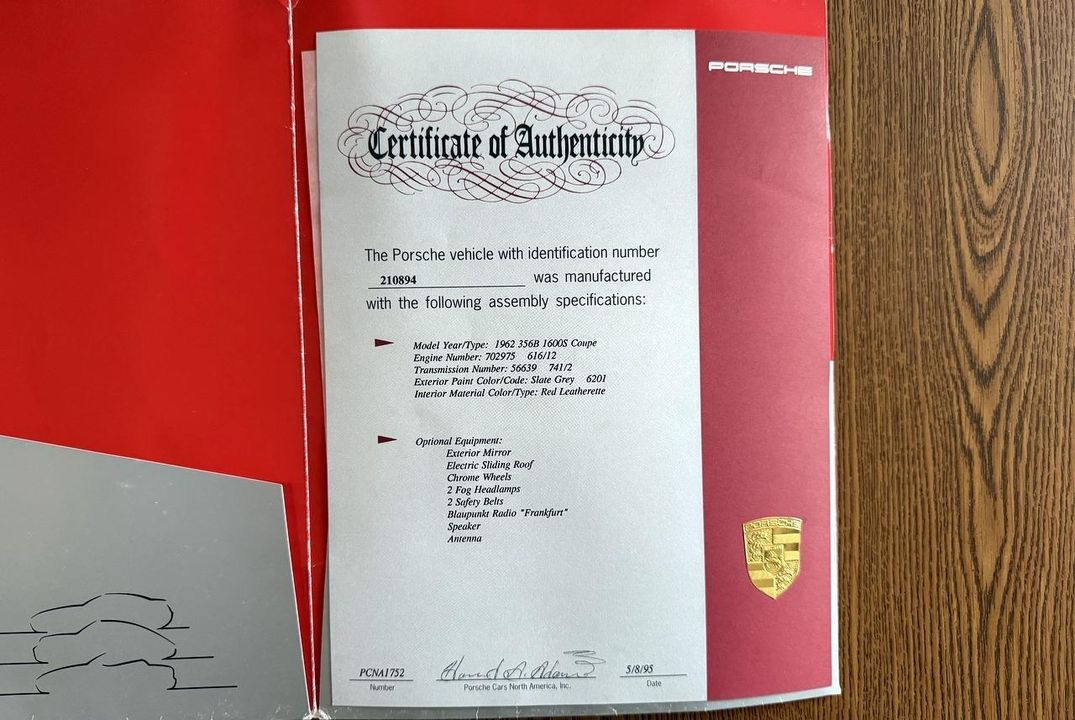 PORSCHE
Certificate of Authenticity
The Porsche vehicle with identification number
210894 was manufactured
with the following assembly specifications:
Model Year/Type: 1962 356B 1600S Coupe
Engine Number: 702975 616/12
Transmission Number: 56639 741/2
Exterior Paint Color/Code: Slate Grey 6201
Interior Material Color/Type: Red Leatherette
Optional Equipment:
Exterior Mirror
Electric Sliding Roof
Chrome Wheels
2 Fog Headlamps
2 Safety Belts
Blaupunkt Radio "Frankfurt"
Speaker
Antenna
PORSCHE
PCNA1752 5/8/95
Number Porsche Cars North America, Inc. Date